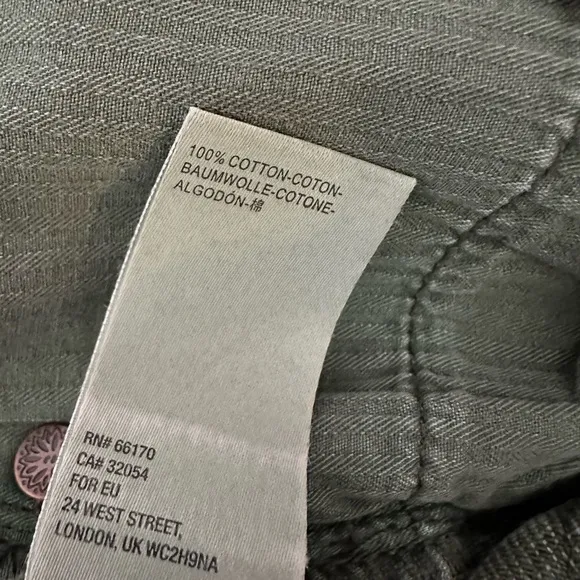 100% COTTON-COTON-
BAUMWOLLE-COTONE-
ALGODÓN-棉
RN# 66170
CA# 32054
FOR EU
24 WEST STREET,
LONDON, UK WC2H9NA